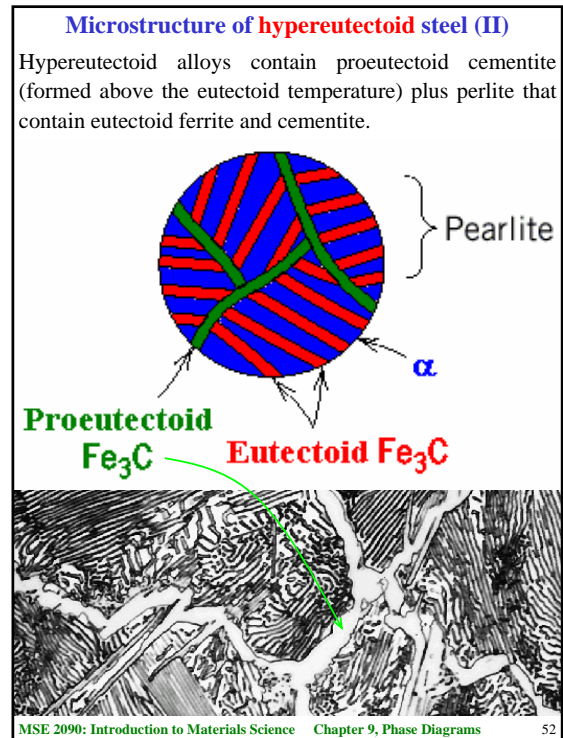 Microstructure of hypereutectoid steel (II)
Hypereutectoid alloys contain proeutectoid cementite
(formed above the eutectoid temperature) plus perlite that
contain eutectoid ferrite and cementite.
Pearlite
α
Proeutectoid
Fe₃C
Eutectoid Fe₃C
MSE 2090: Introduction to Materials Science Chapter 9, Phase Diagrams 52